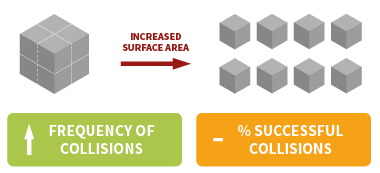 INCREASED
SURFACE AREA
FREQUENCY OF
COLLISIONS
- % SUCCESSFUL
COLLISIONS